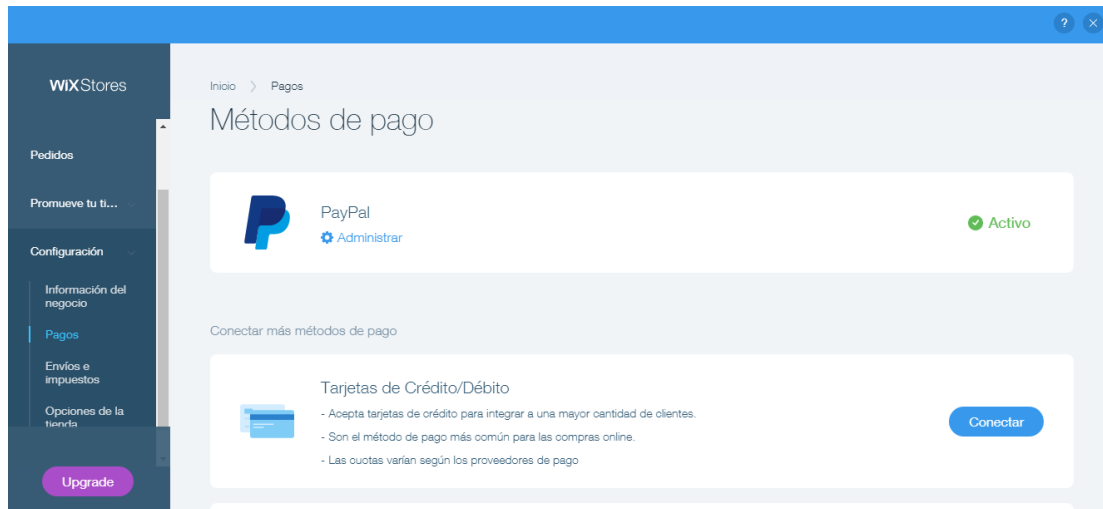 ?
WiXStores
Pedidos
Promueve tu ti...
Configuración
Información del
negocio
Pagos
Envíos e
impuestos
Opciones de la
tienda
Upgrade
Inicio > Pagos
Métodos de pago
PayPal
Administrar
Activo
Conectar más métodos de pago
Tarjetas de Crédito/Débito
- Acepta tarjetas de crédito para integrar a una mayor cantidad de clientes.
- Son el método de pago más común para las compras online.
- Las cuotas varían según los proveedores de pago
Conectar